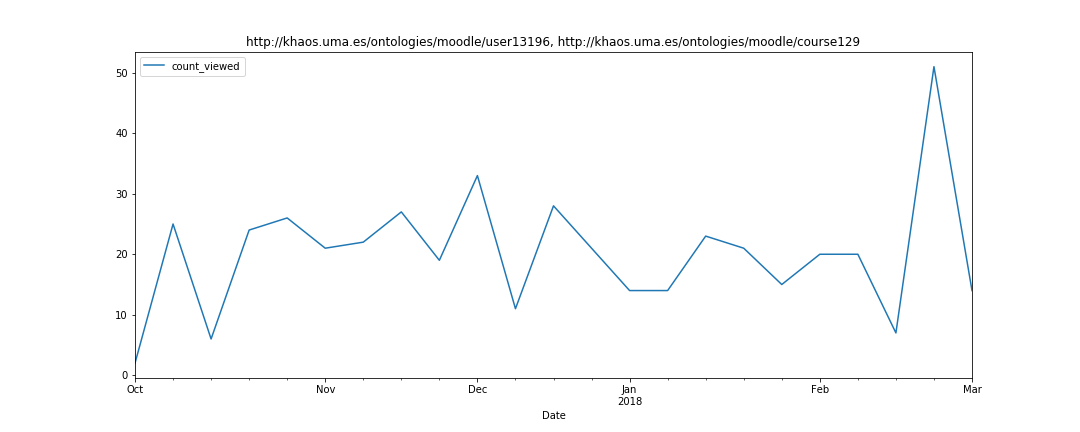 http://khaos.uma.es/ontologies/moodle/user13196, http://khaos.uma.es/ontologies/moodle/course129
count_viewed
50
40
30
20
10
0
Oct Nov Dec Jan Feb Mar
2018
Date